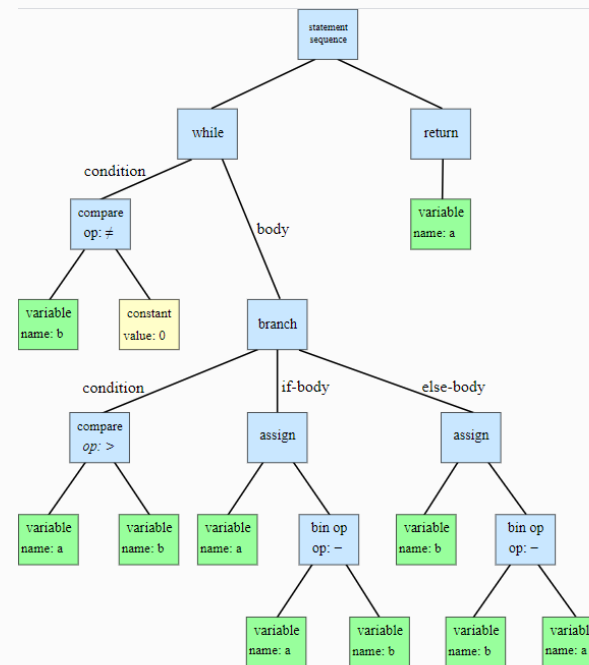 statement
sequence
while
return
condition
compare
op: ≠
body
variable
name: a
variable
name: b
constant
value: 0
branch
condition
if-body
else-body
compare
op: >
assign
assign
variable
name: a
variable
name: b
variable
name: a
bin op
op: −
variable
name: b
bin op
op: −
variable
name: a
variable
name: b
variable
name: b
variable
name: a